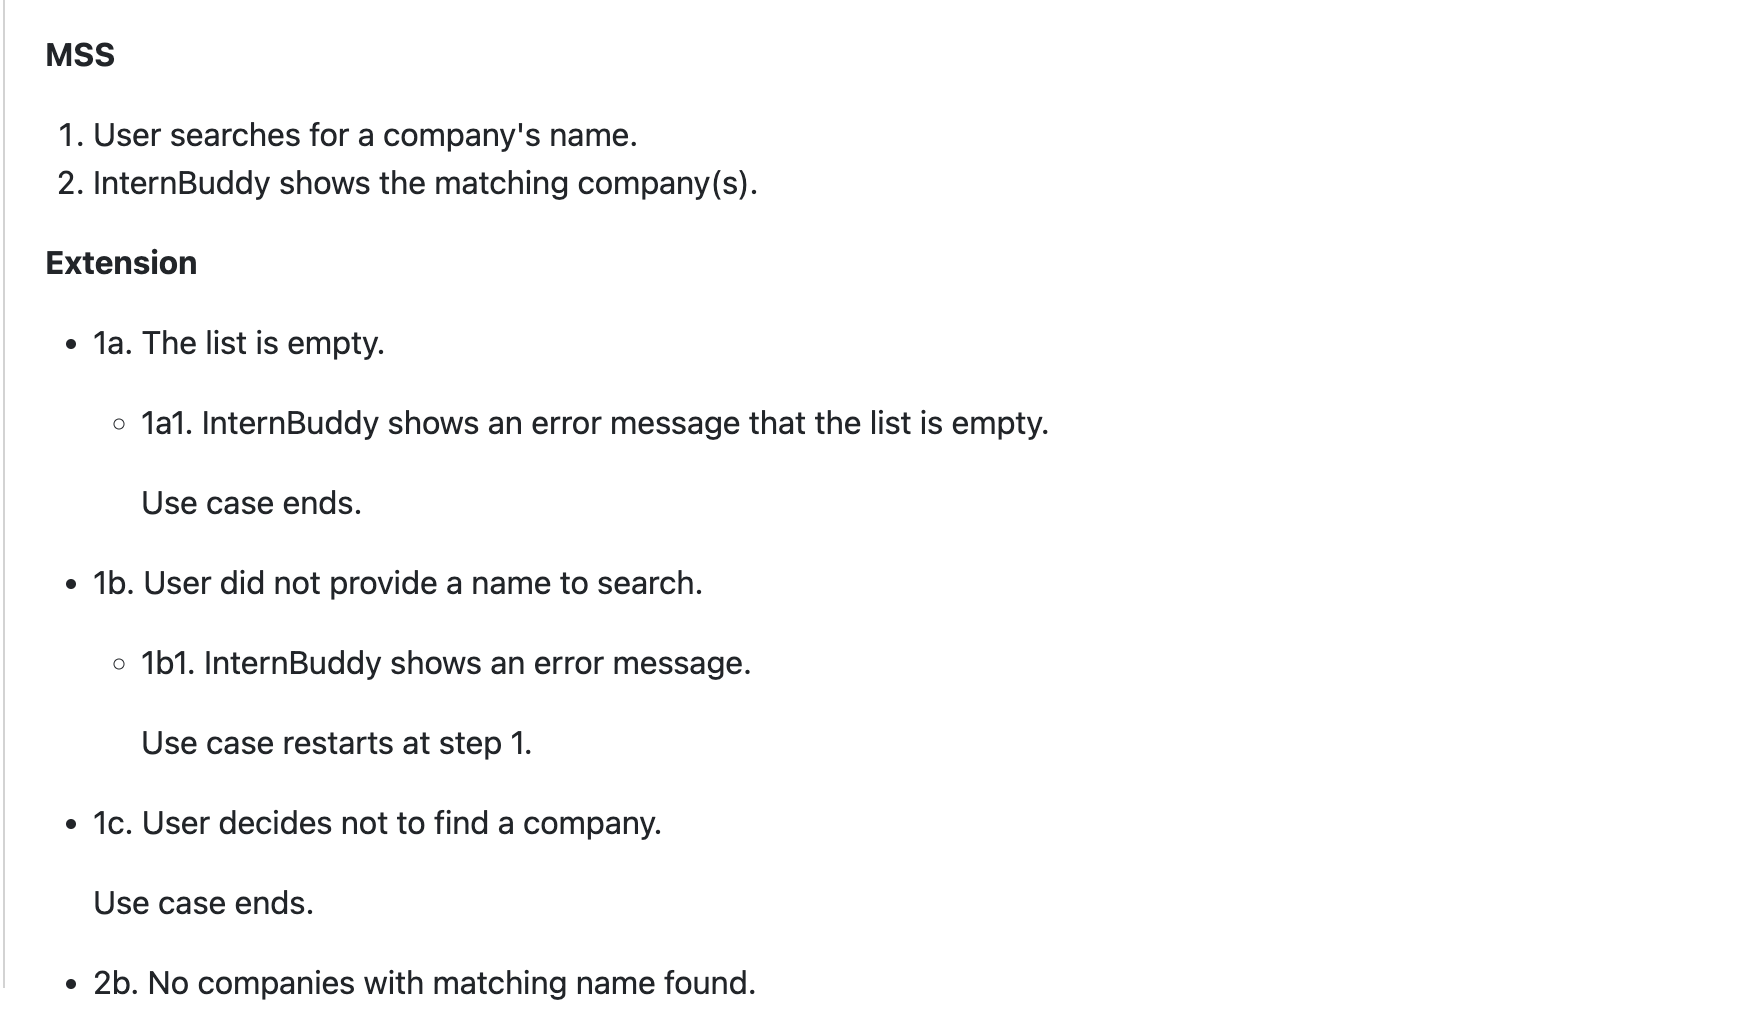 MSS
1. User searches for a company's name.
2. InternBuddy shows the matching company(s).
Extension
• 1a. The list is empty.
◦ 1a1. InternBuddy shows an error message that the list is empty.
Use case ends.
• 1b. User did not provide a name to search.
◦ 1b1. InternBuddy shows an error message.
Use case restarts at step 1.
• 1c. User decides not to find a company.
Use case ends.
• 2b. No companies with matching name found.